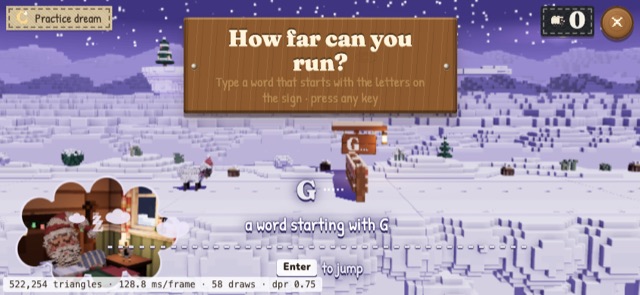 Practice dream
How far can you
run?
Type a word that starts with the letters on
the sign · press any key
0
×
G...
G.....
a word starting with G
Enter to jump
522,254 triangles · 128.8 ms/frame · 58 draws · dpr 0.75